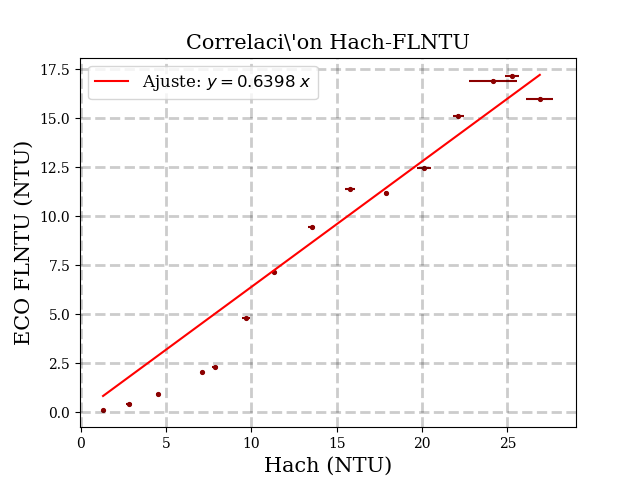 Correlaci\'on Hach-FLNTU
Ajuste: y = 0.6398 x
ECO FLNTU (NTU)
17.5
15.0
12.5
10.0
7.5
5.0
2.5
0.0
0 5 10 15 20 25
Hach (NTU)